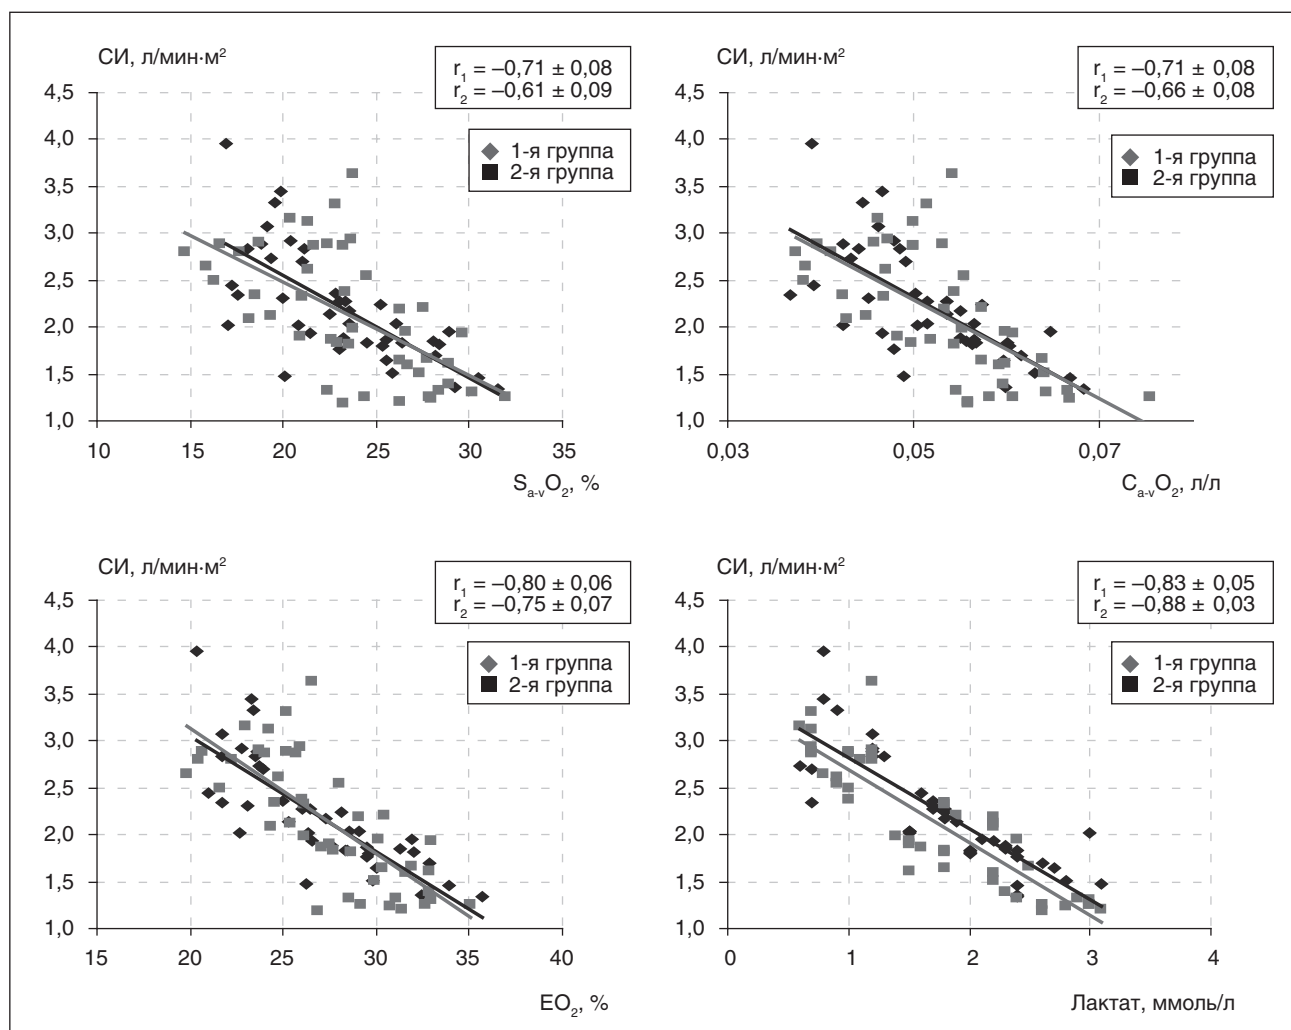 СИ, л/мин·м²
r₁ = –0,71 ± 0,08
r₂ = –0,61 ± 0,09
1-я группа
2-я группа
4,5
4,0
3,5
3,0
2,5
2,0
1,5
1,0
10 15 20 25 30 35
Sa-vO₂, %
СИ, л/мин·м²
r₁ = –0,71 ± 0,08
r₂ = –0,66 ± 0,08
1-я группа
2-я группа
4,5
4,0
3,5
3,0
2,5
2,0
1,5
1,0
0,03 0,05 0,07
Ca-vO₂, л/л
СИ, л/мин·м²
r₁ = –0,80 ± 0,06
r₂ = –0,75 ± 0,07
1-я группа
2-я группа
4,5
4,0
3,5
3,0
2,5
2,0
1,5
1,0
15 20 25 30 35 40
EO₂, %
СИ, л/мин·м²
r₁ = –0,83 ± 0,05
r₂ = –0,88 ± 0,03
1-я группа
2-я группа
4,5
4,0
3,5
3,0
2,5
2,0
1,5
1,0
0 1 2 3 4
Лактат, ммоль/л